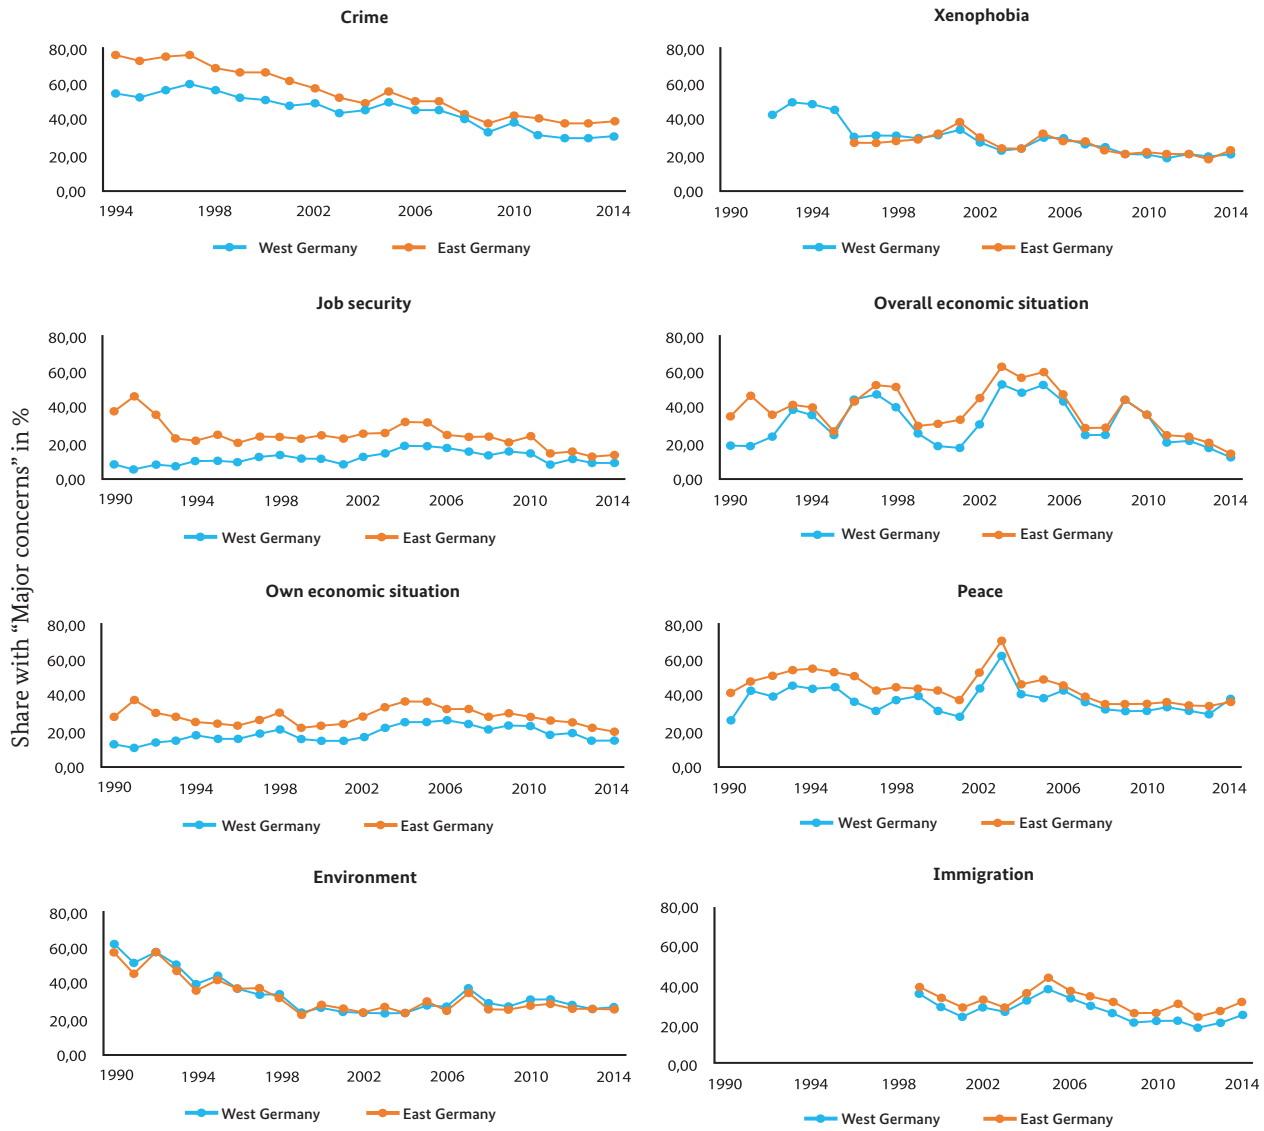 Share with “Major concerns” in %
Crime
80,00
60,00
40,00
20,00
0,00
1994 1998 2002 2006 2010 2014
West Germany East Germany
Xenophobia
80,00
60,00
40,00
20,00
0,00
1990 1994 1998 2002 2006 2010 2014
West Germany East Germany
Job security
80,00
60,00
40,00
20,00
0,00
1990 1994 1998 2002 2006 2010 2014
West Germany East Germany
Overall economic situation
80,00
60,00
40,00
20,00
0,00
1990 1994 1998 2002 2006 2010 2014
West Germany East Germany
Own economic situation
80,00
60,00
40,00
20,00
0,00
1990 1994 1998 2002 2006 2010 2014
West Germany East Germany
Peace
80,00
60,00
40,00
20,00
0,00
1990 1994 1998 2002 2006 2010 2014
West Germany East Germany
Environment
80,00
60,00
40,00
20,00
0,00
1990 1994 1998 2002 2006 2010 2014
West Germany East Germany
Immigration
80,00
60,00
40,00
20,00
0,00
1990 1994 1998 2002 2006 2010 2014
West Germany East Germany